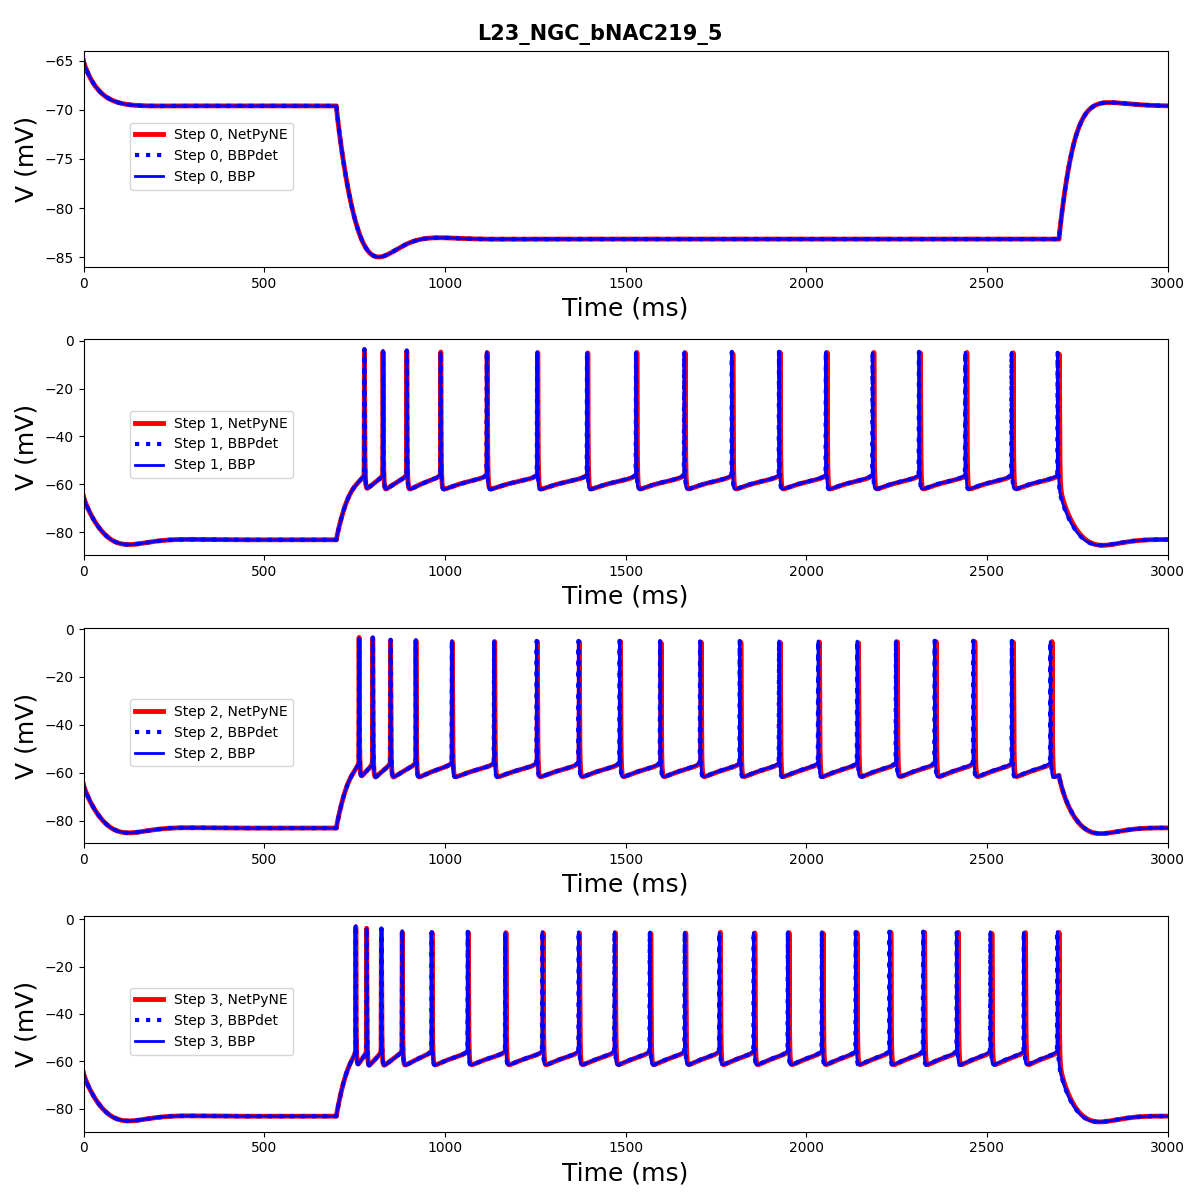 L23_NGC_bNAC219_5
−65
−70
−75
−80
−85
V (mV)
Step 0, NetPyNE
Step 0, BBPdet
Step 0, BBP
0 500 1000 1500 2000 2500 3000
Time (ms)
0
−20
−40
−60
−80
V (mV)
Step 1, NetPyNE
Step 1, BBPdet
Step 1, BBP
0 500 1000 1500 2000 2500 3000
Time (ms)
0
−20
−40
−60
−80
V (mV)
Step 2, NetPyNE
Step 2, BBPdet
Step 2, BBP
0 500 1000 1500 2000 2500 3000
Time (ms)
0
−20
−40
−60
−80
V (mV)
Step 3, NetPyNE
Step 3, BBPdet
Step 3, BBP
0 500 1000 1500 2000 2500 3000
Time (ms)